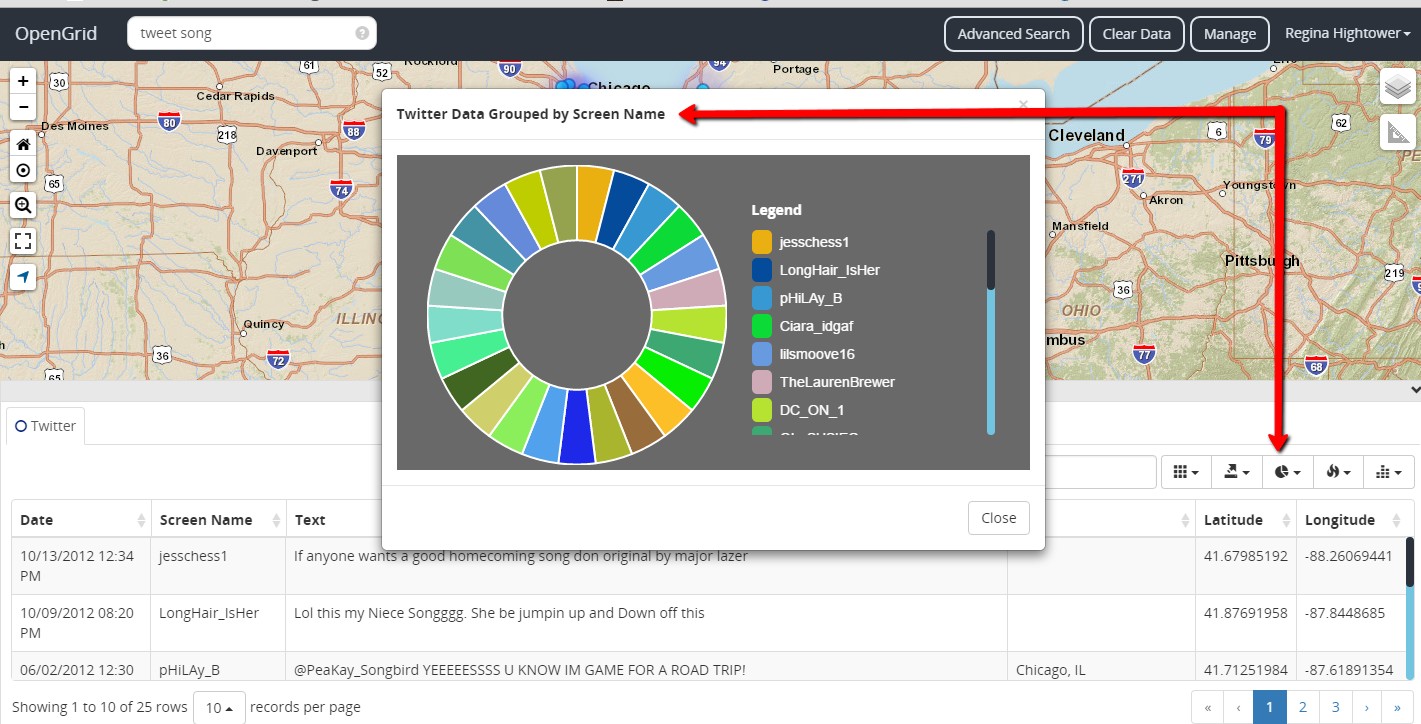 OpenGrid
tweet song
?
Advanced Search
Clear Data
Manage
Regina Hightower
+
−
30
Cedar Rapids
61
52
Rockford
90
94
Portage
Chicago
Des Moines
80
218
88
Davenport
65
74
Quincy
ILLIN
36
72
65
Cleveland
6
79
62
271
Akron
Youngstown
Mansfield
Pittsburgh
219
36
OHIO
mbus
77
68
Twitter Data Grouped by Screen Name
×
Legend
jesschess1
LongHair_IsHer
pHiLAy_B
Ciara_idgaf
lilsmoove16
TheLaurenBrewer
DC_ON_1
Close
Twitter
Date
Screen Name
Text
Latitude
Longitude
10/13/2012 12:34 PM
jesschess1
If anyone wants a good homecoming song don original by major lazer
41.67985192
-88.26069441
10/09/2012 08:20 PM
LongHair_IsHer
Lol this my Niece Songggg. She be jumpin up and Down off this
41.87691958
-87.8448685
06/02/2012 12:30
pHiLAy_B
@PeaKay_Songbird YEEEEESSSS U KNOW IM GAME FOR A ROAD TRIP!
Chicago, IL
41.71251984
-87.61891354
Showing 1 to 10 of 25 rows
10
records per page
«
‹
1
2
3
›
»